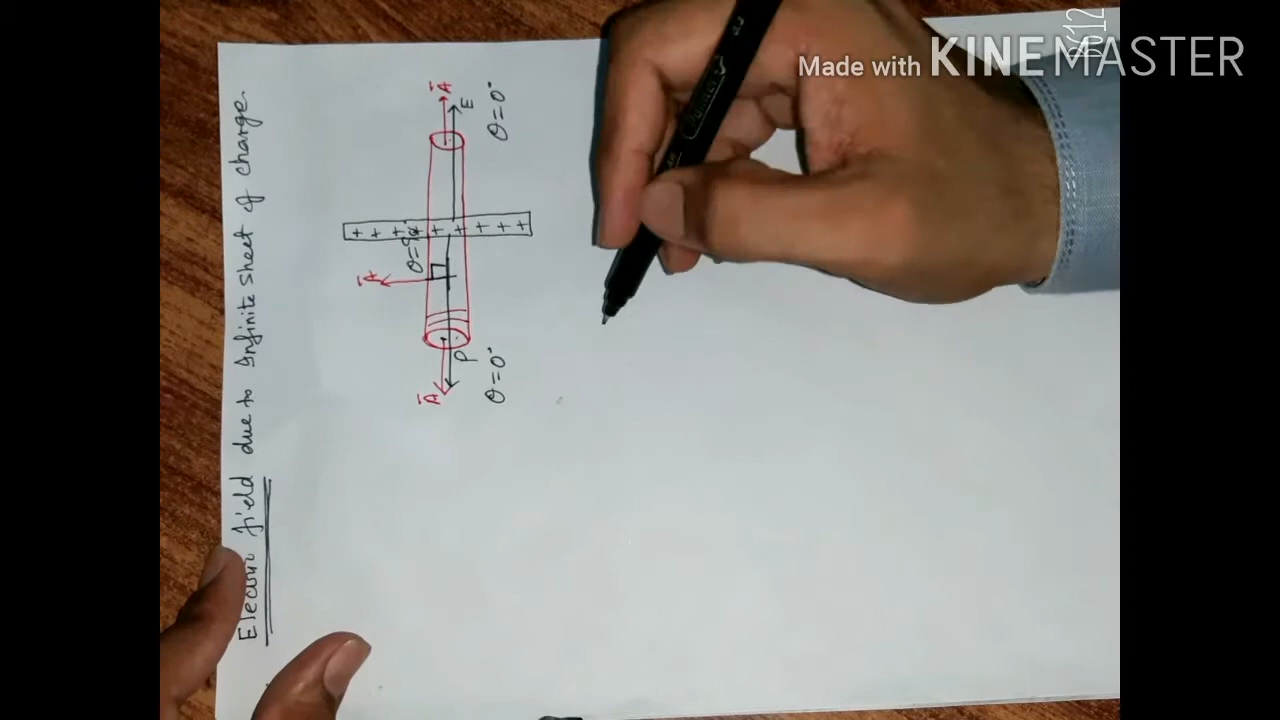 Electric field due to Infinite sheet of charge.
A
θ=90°
A
A
+ + + + + + + +
P
E
θ=0°
θ=0°
Made with KINEMASTER